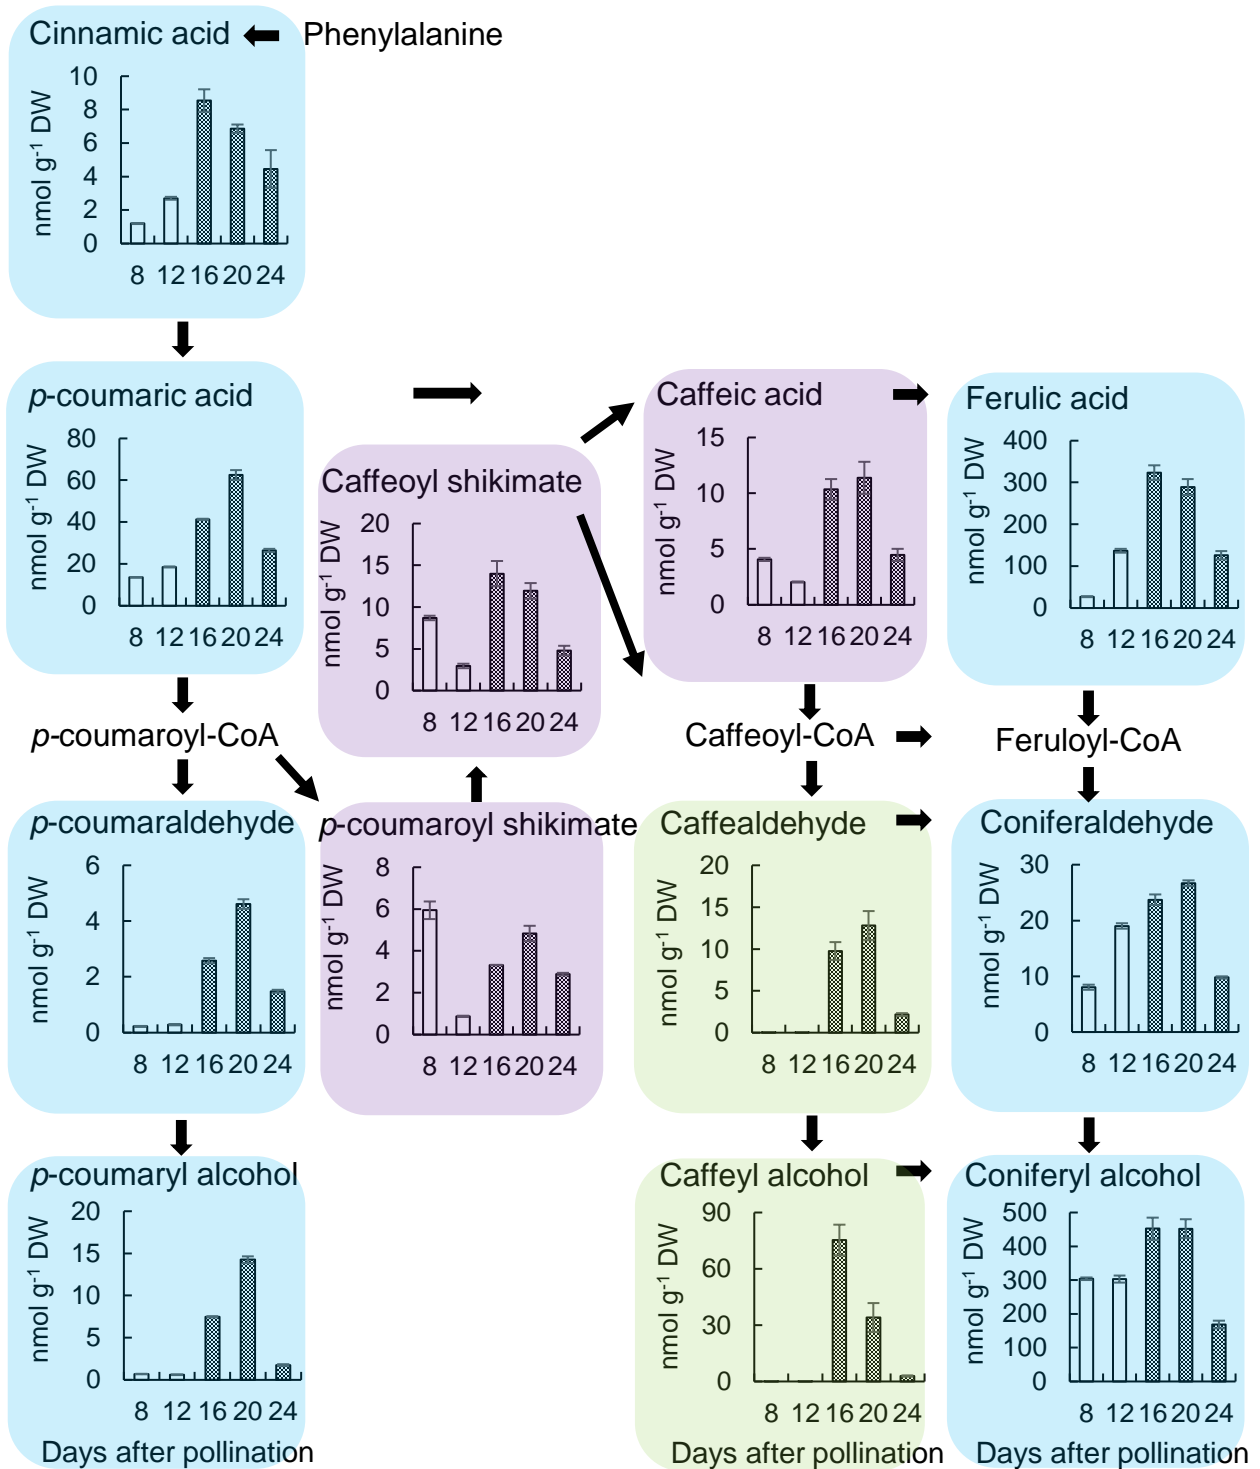 Cinnamic acid
Phenylalanine
nmol g⁻¹ DW
10
8
6
4
2
0
8 12 16 20 24
p-coumaric acid
nmol g⁻¹ DW
80
60
40
20
0
8 12 16 20 24
Caffeoyl shikimate
nmol g⁻¹ DW
20
15
10
5
0
8 12 16 20 24
Caffeic acid
nmol g⁻¹ DW
15
10
5
0
8 12 16 20 24
Ferulic acid
nmol g⁻¹ DW
400
300
200
100
0
8 12 16 20 24
p-coumaroyl-CoA
Caffeoyl-CoA
Feruloyl-CoA
p-coumaraldehyde
nmol g⁻¹ DW
6
4
2
0
8 12 16 20 24
p-coumaroyl shikimate
nmol g⁻¹ DW
8
6
4
2
0
8 12 16 20 24
Caffealdehyde
nmol g⁻¹ DW
20
15
10
5
0
8 12 16 20 24
Coniferaldehyde
nmol g⁻¹ DW
30
20
10
0
8 12 16 20 24
p-coumaryl alcohol
nmol g⁻¹ DW
20
15
10
5
0
8 12 16 20 24
Days after pollination
Caffeyl alcohol
nmol g⁻¹ DW
90
60
30
0
8 12 16 20 24
Days after pollination
Coniferyl alcohol
nmol g⁻¹ DW
500
400
300
200
100
0
8 12 16 20 24
Days after pollination